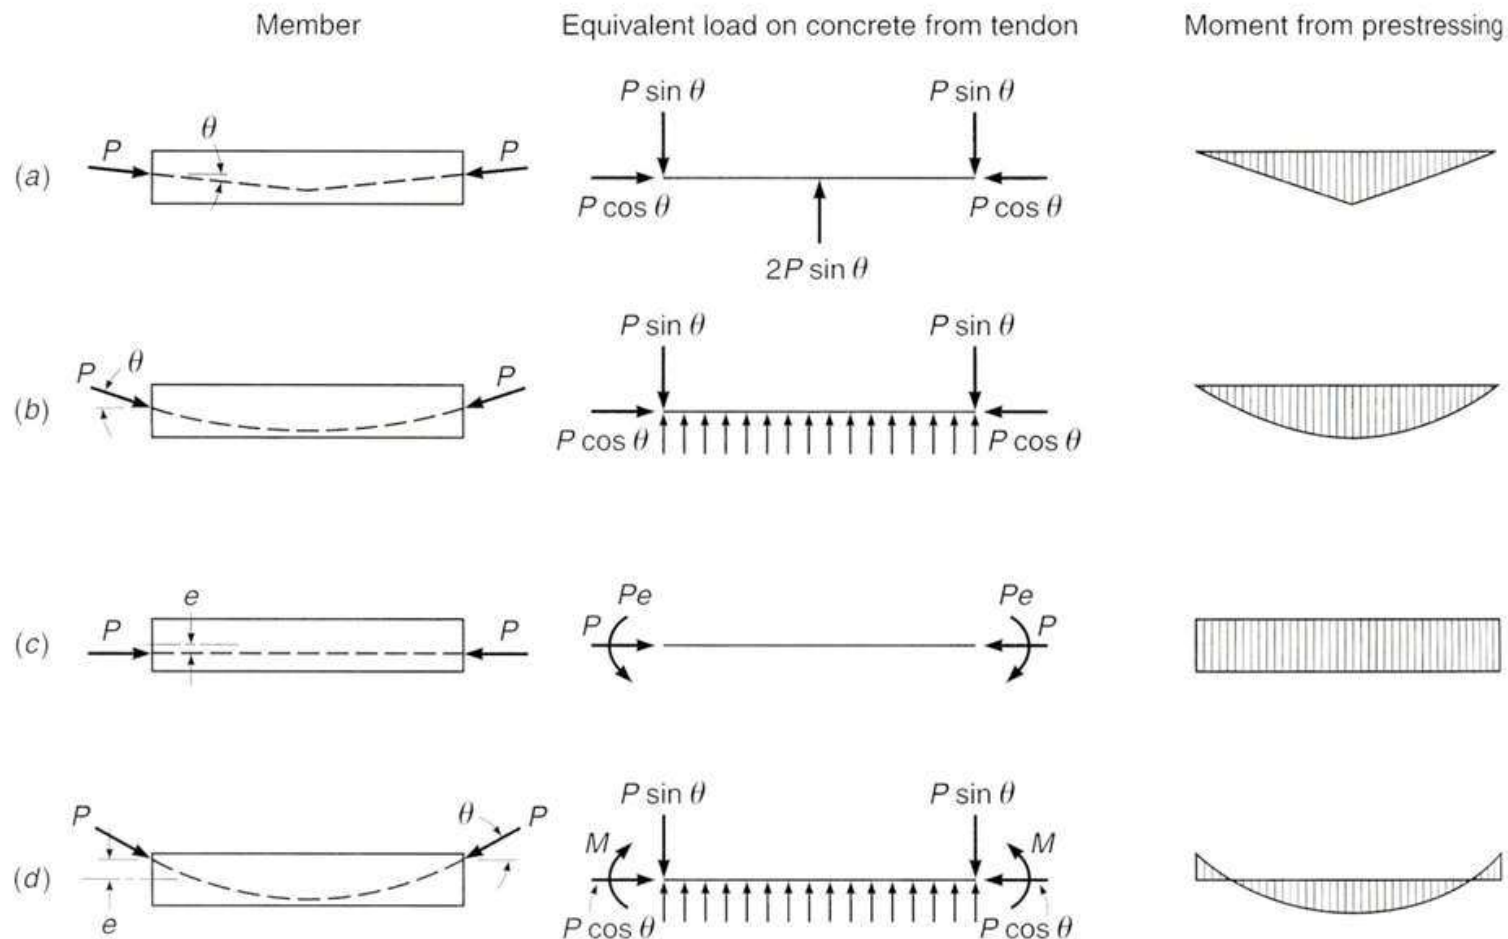 Member Equivalent load on concrete from tendon Moment from prestressing
P sin θ P sin θ
θ
P P
(a)
P cos θ P cos θ
2P sin θ
P sin θ P sin θ
P θ P
(b)
P cos θ P cos θ
e Pe Pe
P P P P
(c)
P sin θ P sin θ
P θ P
M M
(d)
e P cos θ P cos θ